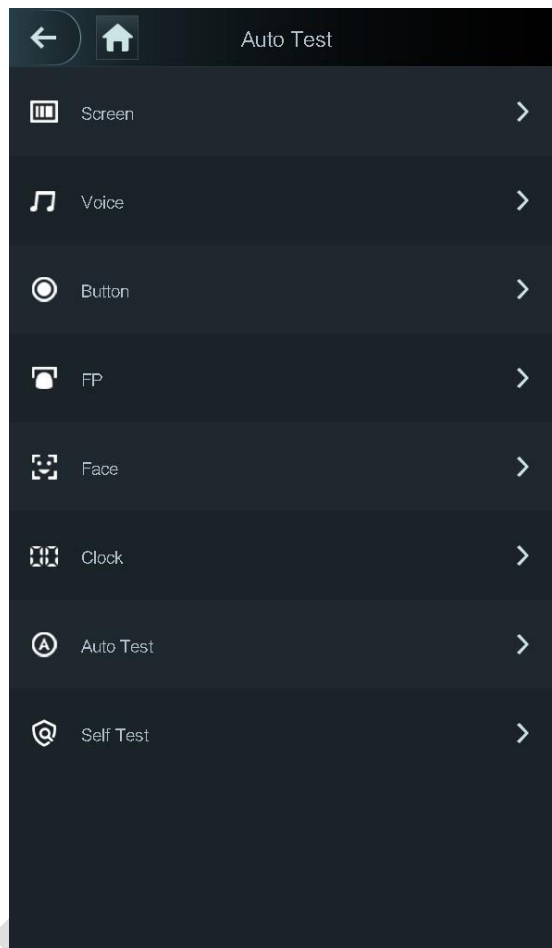 Auto Test
Screen
Voice
Button
FP
Face
Clock
Auto Test
Self Test